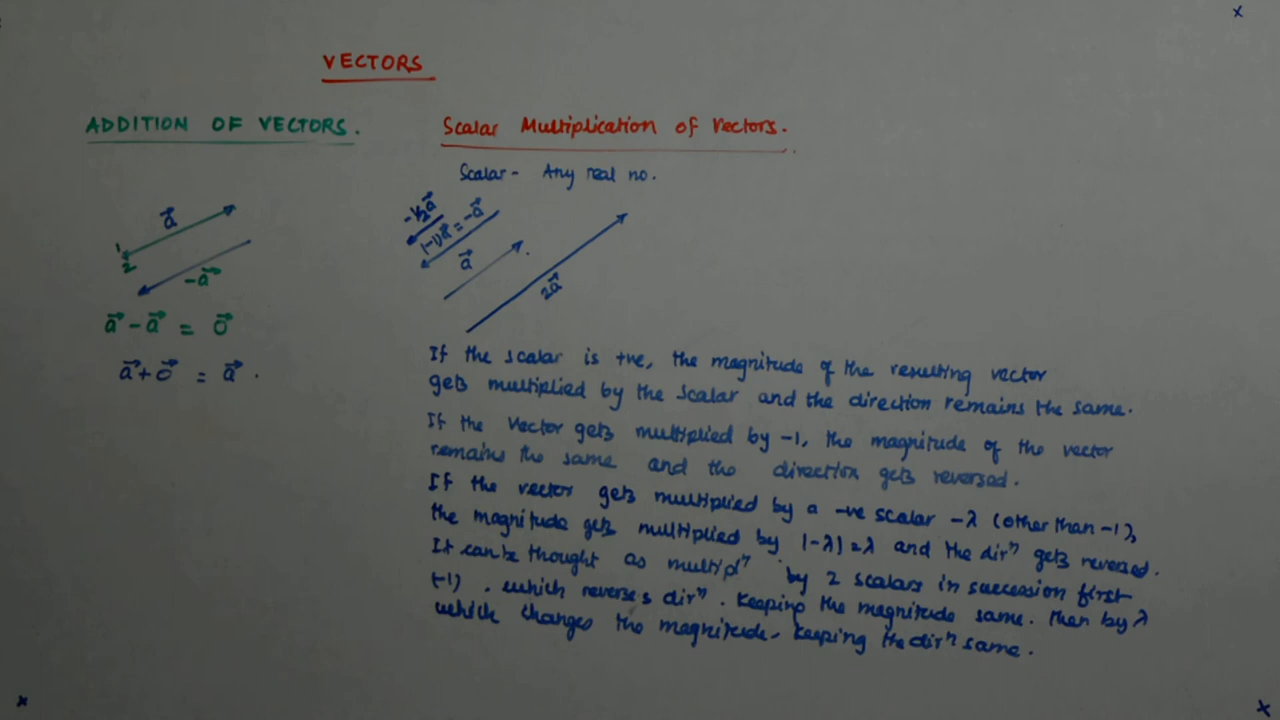 VECTORS
ADDITION OF VECTORS.
a⃗
-a⃗
a⃗ - a⃗ = 0⃗
a⃗ + 0⃗ = a⃗ .
Scalar Multiplication of Vectors.
Scalar - Any real no.
-1/2 a⃗
(-1)a⃗ = -a⃗
a⃗
2a⃗
If the scalar is +ve, the magnitude of the resulting vector
gets multiplied by the scalar and the direction remains the same.
If the vector gets multiplied by -1, the magnitude of the vector
remains the same and the direction gets reversed.
If the vector gets multiplied by a -ve scalar -λ (other than -1),
the magnitude gets multiplied by |-λ| = λ and the dirⁿ gets reversed.
It can be thought as multipⁿ by 2 scalars in succession first
(-1) . which reverses dirⁿ . keeping the magnitude same. then by λ
which changes the magnitude - keeping the dirⁿ same.